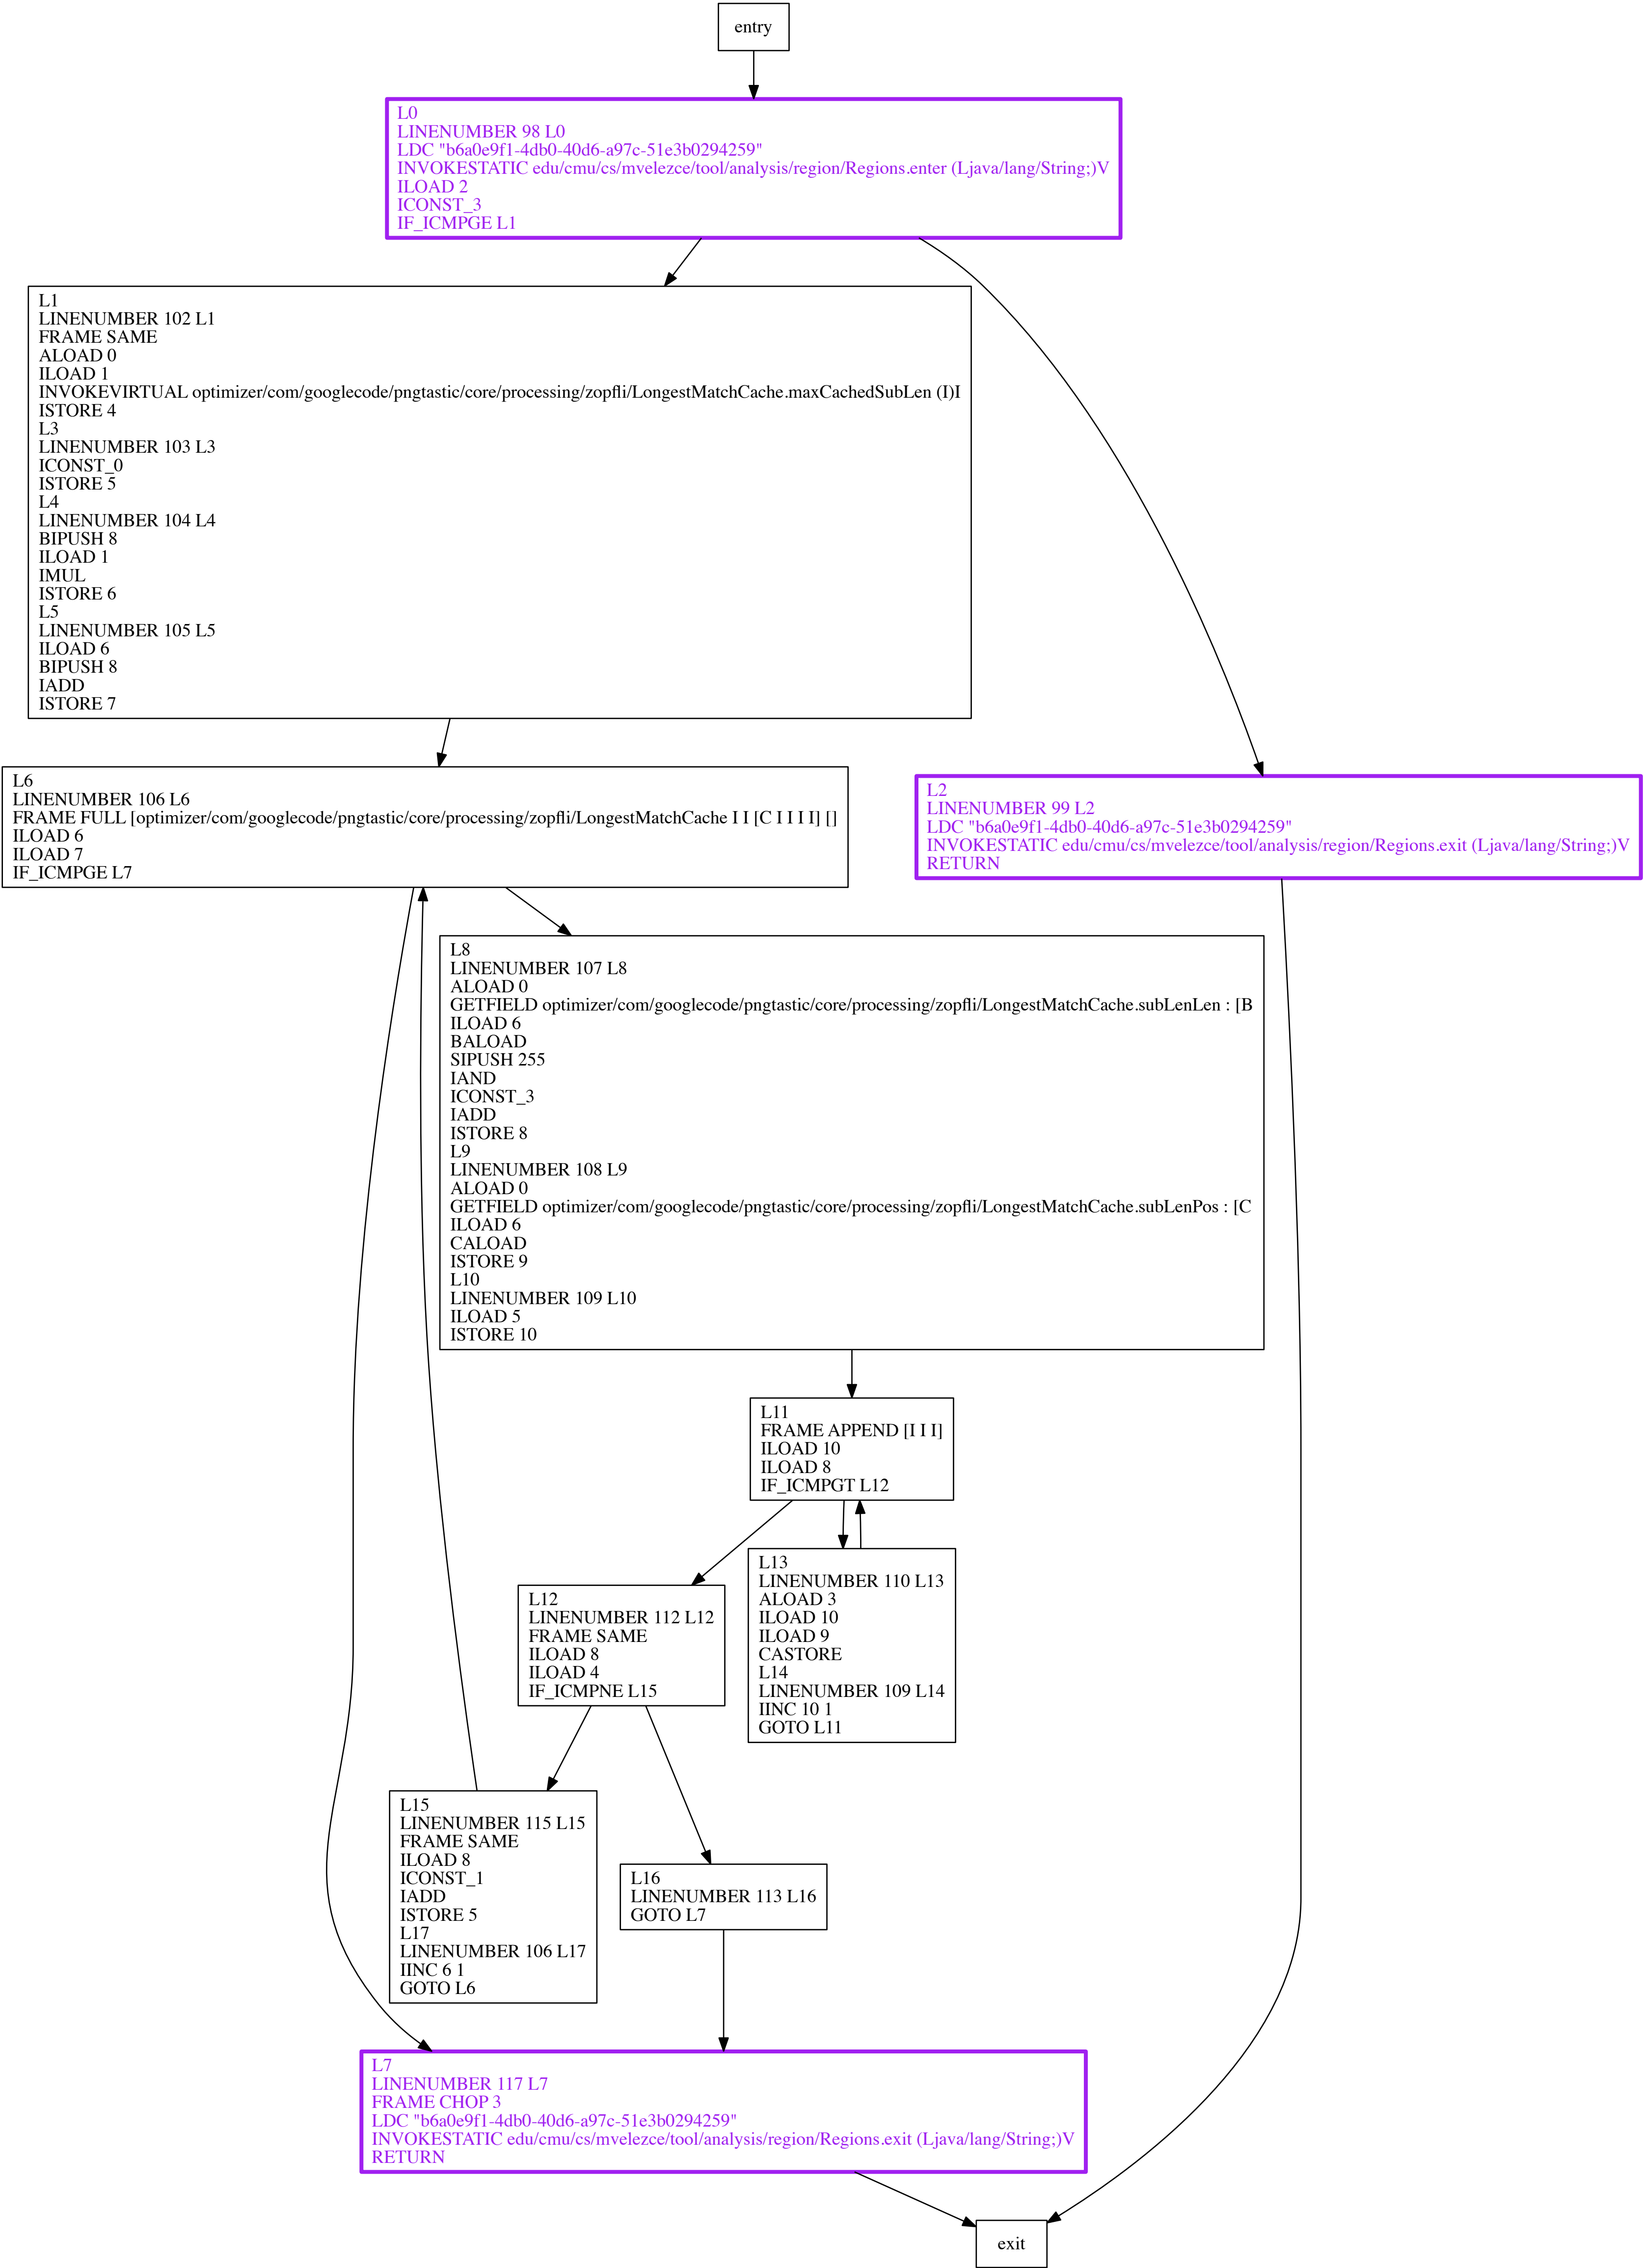 entry
L0
LINENUMBER 98 L0
LDC "b6a0e9f1-4db0-40d6-a97c-51e3b0294259"
INVOKESTATIC edu/cmu/cs/mvelezce/tool/analysis/region/Regions.enter (Ljava/lang/String;)V
ILOAD 2
ICONST_3
IF_ICMPGE L1
L1
LINENUMBER 102 L1
FRAME SAME
ALOAD 0
ILOAD 1
INVOKEVIRTUAL optimizer/com/googlecode/pngtastic/core/processing/zopfli/LongestMatchCache.maxCachedSubLen (I)I
ISTORE 4
L3
LINENUMBER 103 L3
ICONST_0
ISTORE 5
L4
LINENUMBER 104 L4
BIPUSH 8
ILOAD 1
IMUL
ISTORE 6
L5
LINENUMBER 105 L5
ILOAD 6
BIPUSH 8
IADD
ISTORE 7
L6
LINENUMBER 106 L6
FRAME FULL [optimizer/com/googlecode/pngtastic/core/processing/zopfli/LongestMatchCache I I [C I I I I] []
ILOAD 6
ILOAD 7
IF_ICMPGE L7
L2
LINENUMBER 99 L2
LDC "b6a0e9f1-4db0-40d6-a97c-51e3b0294259"
INVOKESTATIC edu/cmu/cs/mvelezce/tool/analysis/region/Regions.exit (Ljava/lang/String;)V
RETURN
L8
LINENUMBER 107 L8
ALOAD 0
GETFIELD optimizer/com/googlecode/pngtastic/core/processing/zopfli/LongestMatchCache.subLenLen : [B
ILOAD 6
BALOAD
SIPUSH 255
IAND
ICONST_3
IADD
ISTORE 8
L9
LINENUMBER 108 L9
ALOAD 0
GETFIELD optimizer/com/googlecode/pngtastic/core/processing/zopfli/LongestMatchCache.subLenPos : [C
ILOAD 6
CALOAD
ISTORE 9
L10
LINENUMBER 109 L10
ILOAD 5
ISTORE 10
L11
FRAME APPEND [I I I]
ILOAD 10
ILOAD 8
IF_ICMPGT L12
L12
LINENUMBER 112 L12
FRAME SAME
ILOAD 8
ILOAD 4
IF_ICMPNE L15
L13
LINENUMBER 110 L13
ALOAD 3
ILOAD 10
ILOAD 9
CASTORE
L14
LINENUMBER 109 L14
IINC 10 1
GOTO L11
L15
LINENUMBER 115 L15
FRAME SAME
ILOAD 8
ICONST_1
IADD
ISTORE 5
L17
LINENUMBER 106 L17
IINC 6 1
GOTO L6
L16
LINENUMBER 113 L16
GOTO L7
L7
LINENUMBER 117 L7
FRAME CHOP 3
LDC "b6a0e9f1-4db0-40d6-a97c-51e3b0294259"
INVOKESTATIC edu/cmu/cs/mvelezce/tool/analysis/region/Regions.exit (Ljava/lang/String;)V
RETURN
exit